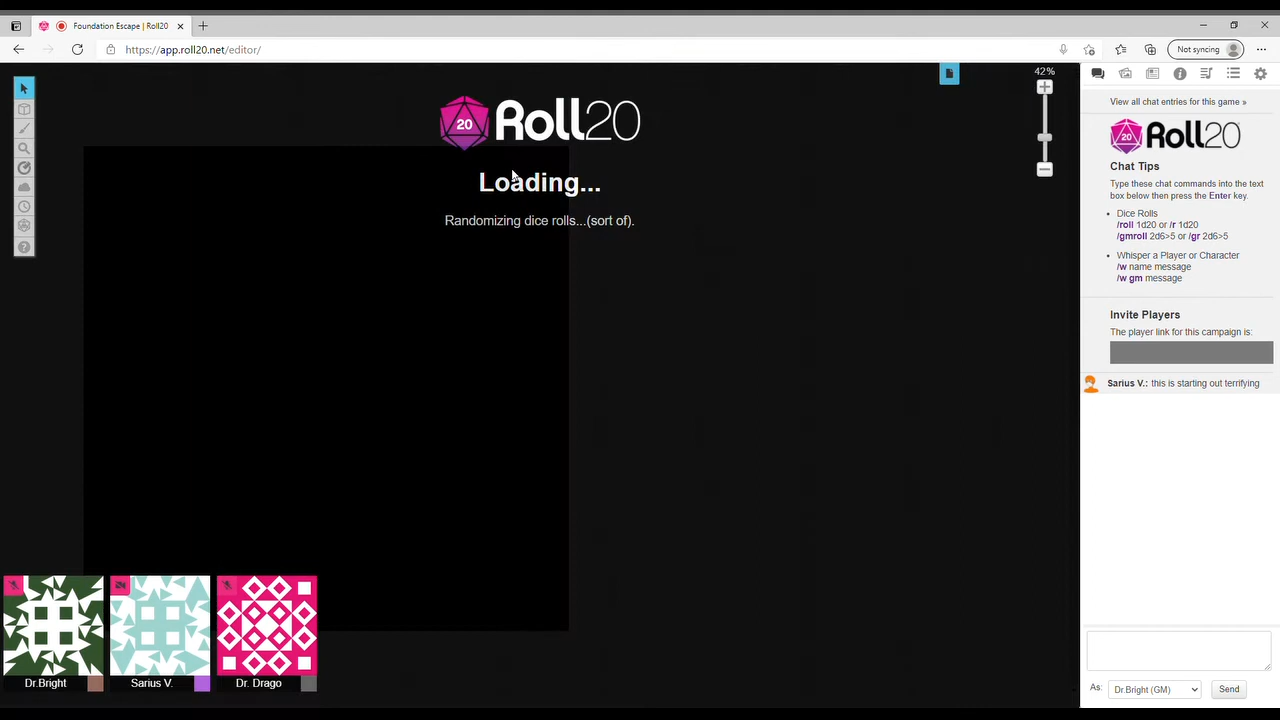 Foundation Escape | Roll20
https://app.roll20.net/editor/
Not syncing
42%
20 Roll20
Loading...
Randomizing dice rolls...(sort of).
View all chat entries for this game »
20 Roll20
Chat Tips
Type these chat commands into the text
box below then press the Enter key.
Dice Rolls
/roll 1d20 or /r 1d20
/gmroll 2d6>5 or /gr 2d6>5
Whisper a Player or Character
/w name message
/w gm message
Invite Players
The player link for this campaign is:
Sarius V.: this is starting out terrifying
Dr.Bright
Sarius V.
Dr. Drago
As: Dr.Bright (GM) Send